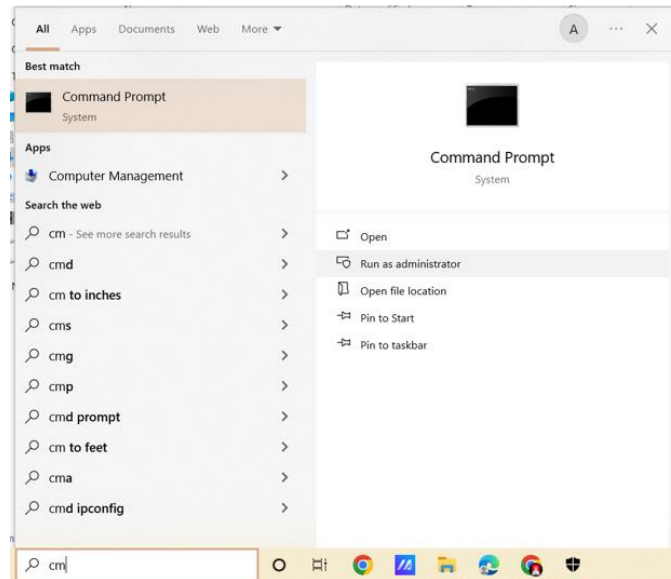 All Apps Documents Web More A
Best match
Command Prompt
System
Apps
Computer Management
Search the web
cm - See more search results
cmd
cm to inches
cms
cmg
cmp
cmd prompt
cm to feet
cma
cmd ipconfig
Command Prompt
System
Open
Run as administrator
Open file location
Pin to Start
Pin to taskbar
cm